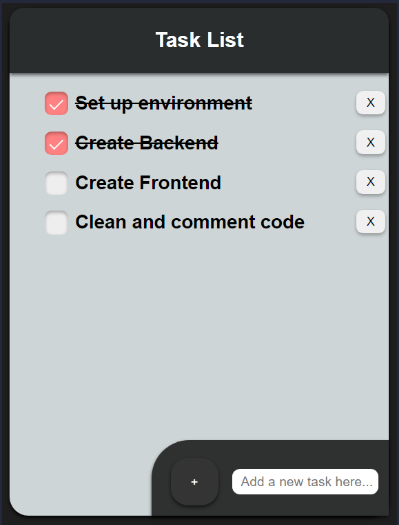 Task List
Set up environment X
Create Backend X
Create Frontend X
Clean and comment code X
+ Add a new task here...